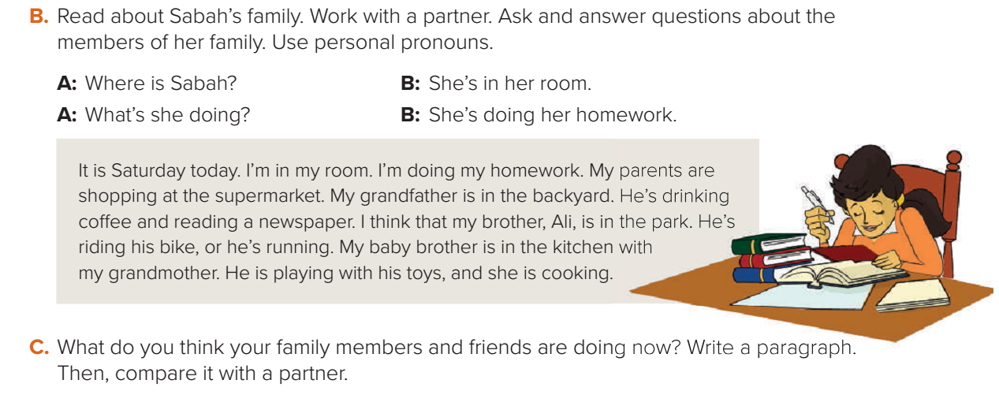 B. Read about Sabah’s family. Work with a partner. Ask and answer questions about the
members of her family. Use personal pronouns.
A: Where is Sabah? B: She’s in her room.
A: What’s she doing? B: She’s doing her homework.
It is Saturday today. I’m in my room. I’m doing my homework. My parents are
shopping at the supermarket. My grandfather is in the backyard. He’s drinking
coffee and reading a newspaper. I think that my brother, Ali, is in the park. He’s
riding his bike, or he’s running. My baby brother is in the kitchen with
my grandmother. He is playing with his toys, and she is cooking.
C. What do you think your family members and friends are doing now? Write a paragraph.
Then, compare it with a partner.